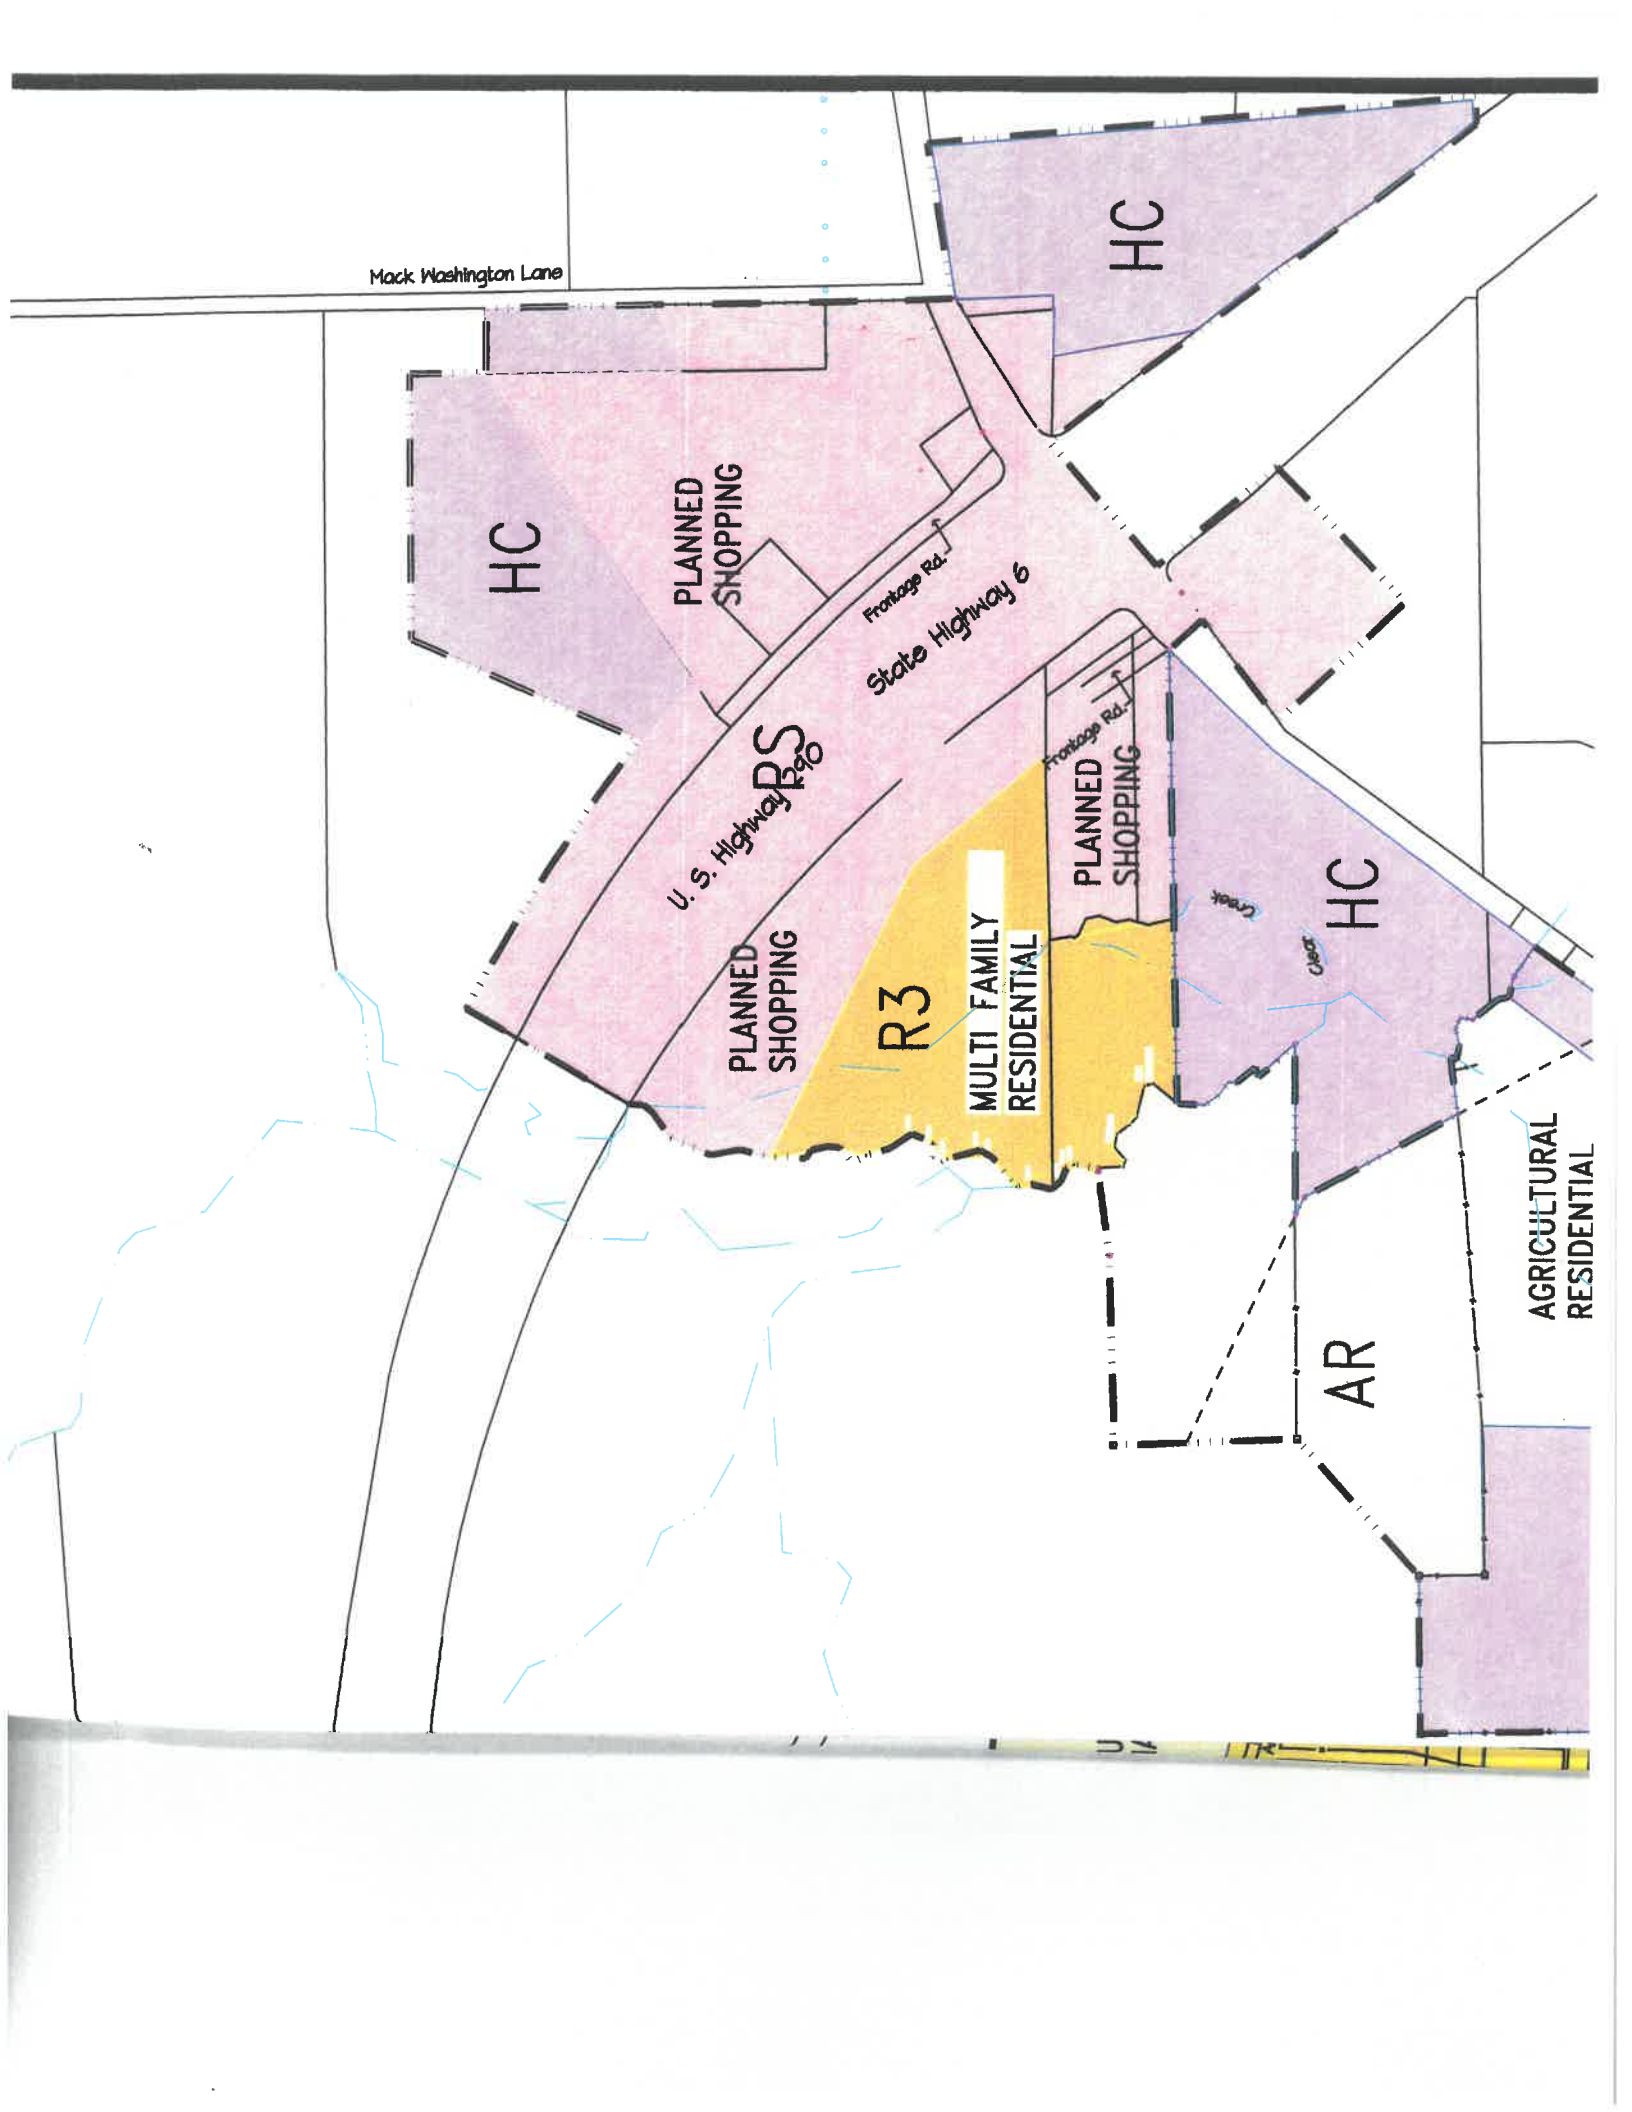 Mack Washington Lane
HC
HC
PLANNED
SHOPPING
Frontage Rd.
State Highway 6
PS
U. S. Highway 290
Frontage Rd.
PLANNED
SHOPPING
PLANNED
SHOPPING
R3
MULTI FAMILY
RESIDENTIAL
Creek
Clear
HC
AR
AGRICULTURAL
RESIDENTIAL